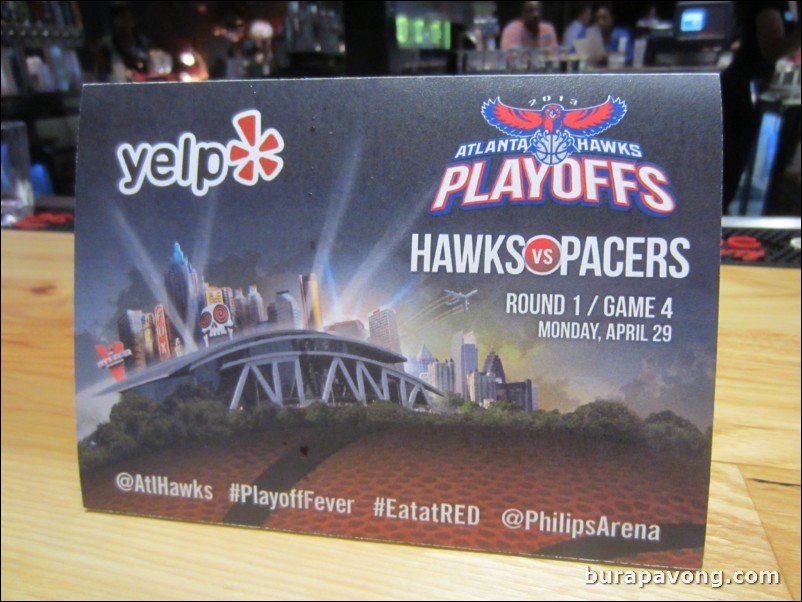 yelp
2013
ATLANTA HAWKS
PLAYOFFS
HAWKS VS PACERS
ROUND 1 / GAME 4
MONDAY, APRIL 29
@AtlHawks #PlayoffFever #EatatRED @PhilipsArena
burapavong.com